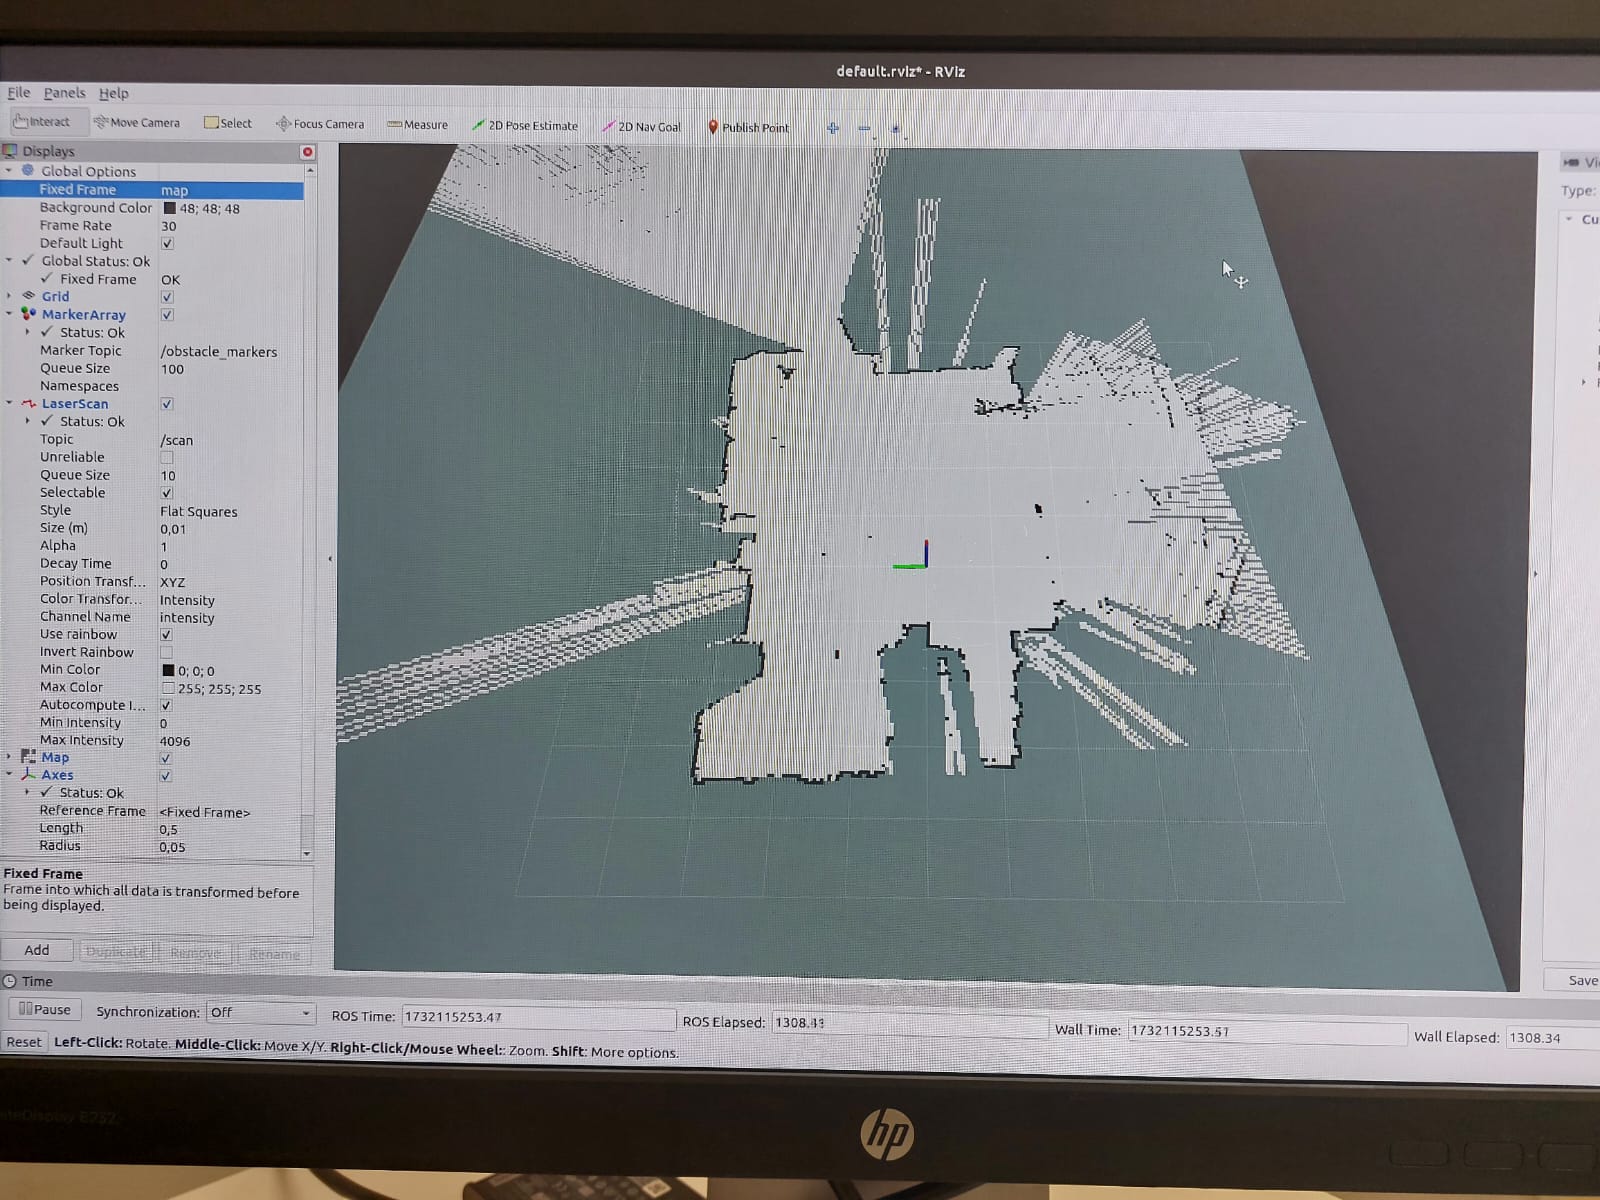 default.rviz* - RViz
File Panels Help
Interact Move Camera Select Focus Camera Measure 2D Pose Estimate 2D Nav Goal Publish Point
Displays
Global Options
Fixed Frame map
Background Color 48; 48; 48
Frame Rate 30
Default Light
Global Status: Ok
Fixed Frame OK
Grid
MarkerArray
Status: Ok
Marker Topic /obstacle_markers
Queue Size 100
Namespaces
LaserScan
Status: Ok
Topic /scan
Unreliable
Queue Size 10
Selectable
Style Flat Squares
Size (m) 0,01
Alpha 1
Decay Time 0
Position Transf... XYZ
Color Transfor... Intensity
Channel Name intensity
Use rainbow
Invert Rainbow
Min Color 0; 0; 0
Max Color 255; 255; 255
Autocompute I...
Min Intensity 0
Max Intensity 4096
Map
Axes
Status: Ok
Reference Frame <Fixed Frame>
Length 0,5
Radius 0,05
Fixed Frame
Frame into which all data is transformed before
being displayed.
Add Duplicate Remove Rename
Type:
Save
Time
Pause Synchronization: Off ROS Time: 1732115253.47 ROS Elapsed: Wall Time: 1732115253.51 Wall Elapsed: 1308.34
Reset Left-Click: Rotate. Middle-Click: Move X/Y. Right-Click/Mouse Wheel:: Zoom. Shift: More options.
hp